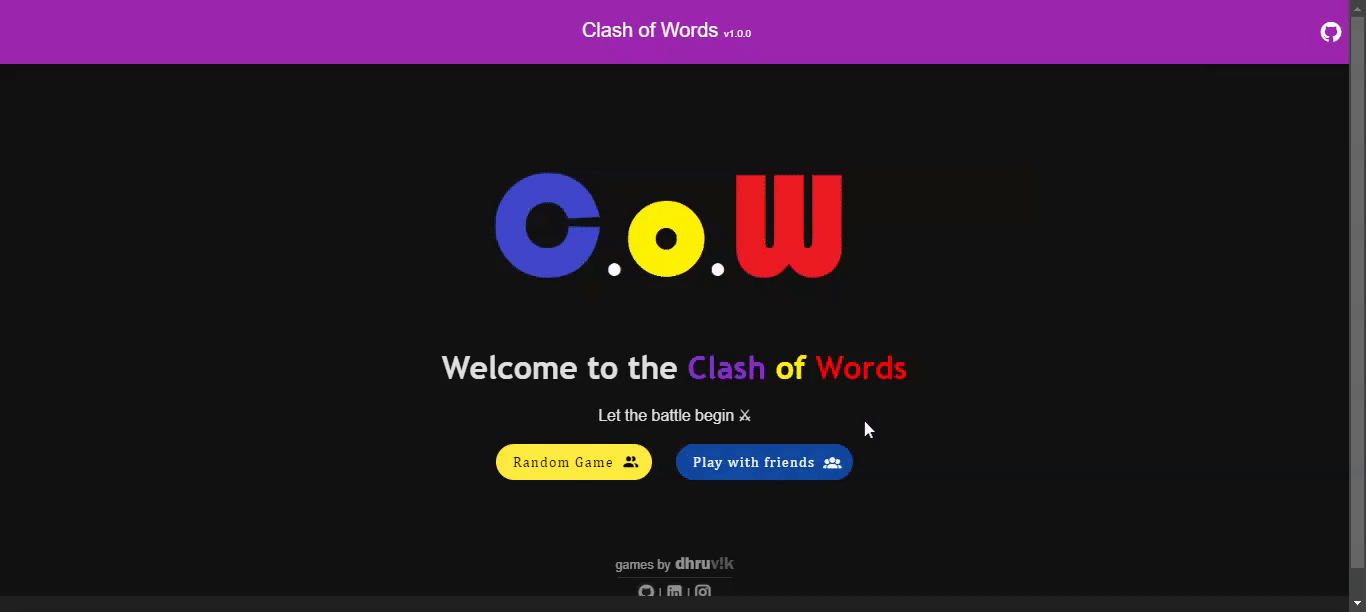 Clash of Words v1.0.0
C.o.W
Welcome to the Clash of Words
Let the battle begin ⚔
Random Game
Play with friends
games by dhruv!k